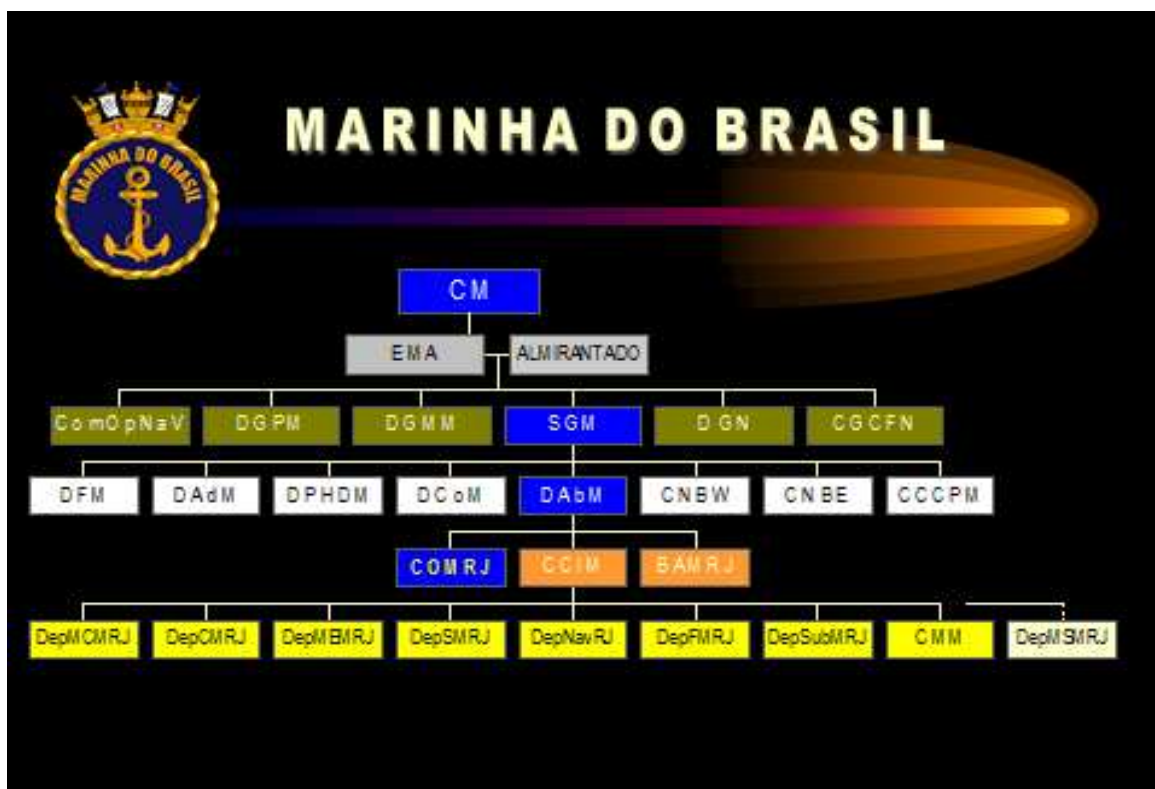 MARINHA DO BRASIL
MARINHA DO BRASIL
CM
EMA ALMIRANTADO
ComOpNaV DGPM DGMM SGM DGN CGCFN
DFM DAdM DPHDM DCoM DAbM CNBW CNBE CCCPM
COMRJ CCIM BAMRJ
DepMCMRJ DepCMRJ DepMEMRJ DepSMRJ DepNavRJ DepFMRJ DepSubMRJ CMM DepMSMRJ